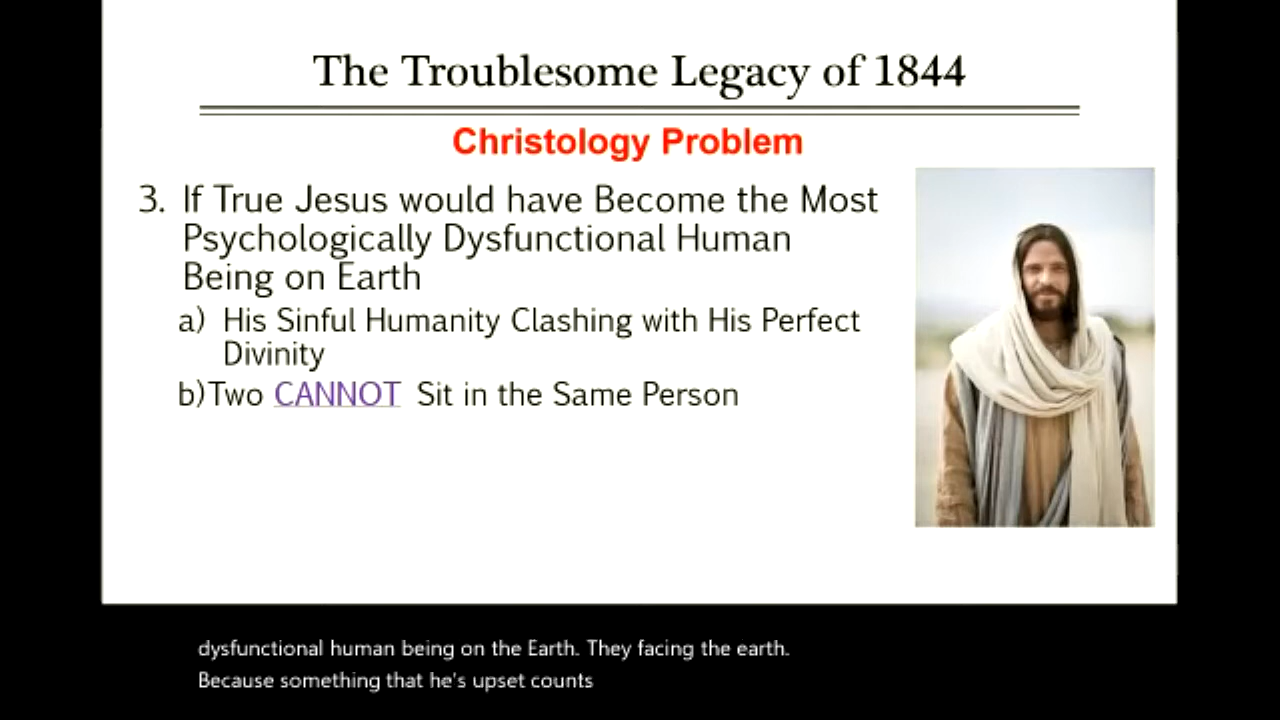 The Troublesome Legacy of 1844
Christology Problem
3. If True Jesus would have Become the Most
Psychologically Dysfunctional Human
Being on Earth
a) His Sinful Humanity Clashing with His Perfect
Divinity
b)Two CANNOT Sit in the Same Person
dysfunctional human being on the Earth. They facing the earth.
Because something that he's upset counts